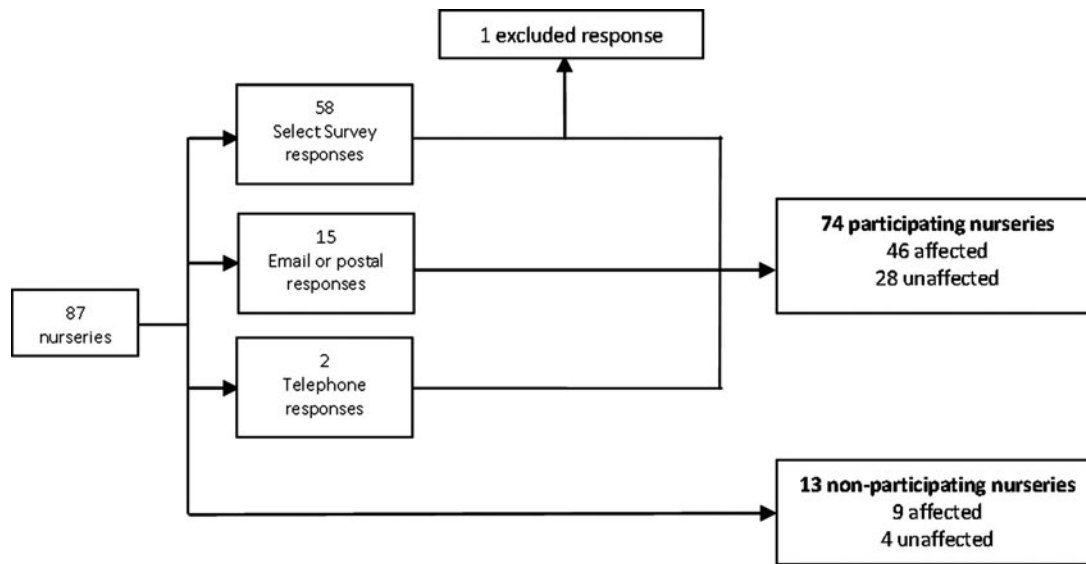 1 excluded response
58
Select Survey
responses
15
Email or postal
responses
87
nurseries
2
Telephone
responses
74 participating nurseries
46 affected
28 unaffected
13 non-participating nurseries
9 affected
4 unaffected